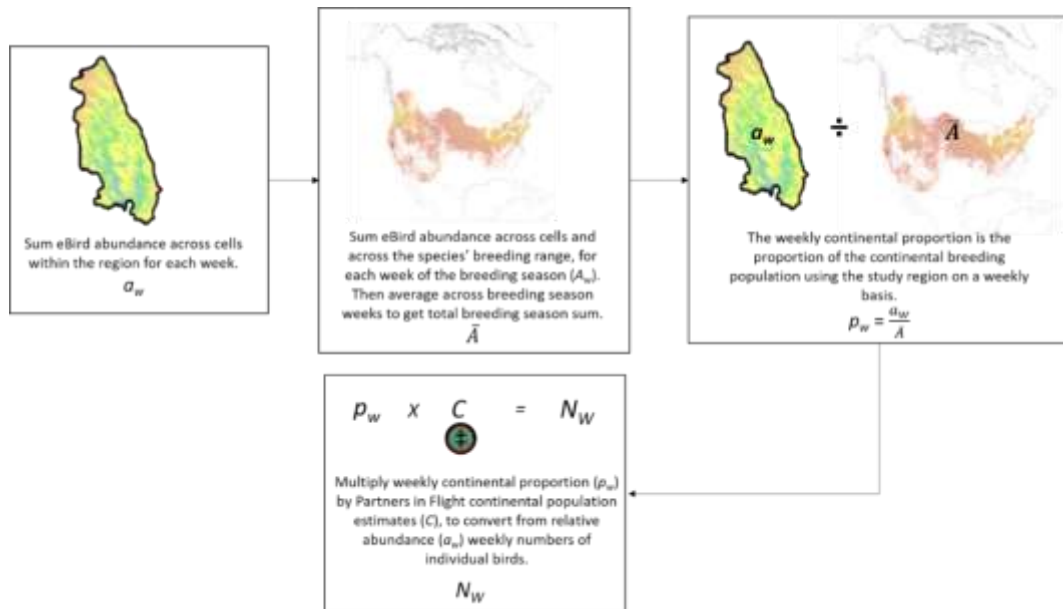 Sum eBird abundance across cells
within the region for each week.
a_w
Sum eBird abundance across cells and
across the species' breeding range, for
each week of the breeding season (A_w).
Then average across breeding season
weeks to get total breeding season sum.
Ā
a_w ÷ Ā
The weekly continental proportion is the
proportion of the continental breeding
population using the study region on a weekly
basis.
p_w = a_w / Ā
p_w x C = N_W
Multiply weekly continental proportion (p_w)
by Partners in Flight continental population
estimates (C), to convert from relative
abundance (a_w) weekly numbers of
individual birds.
N_W